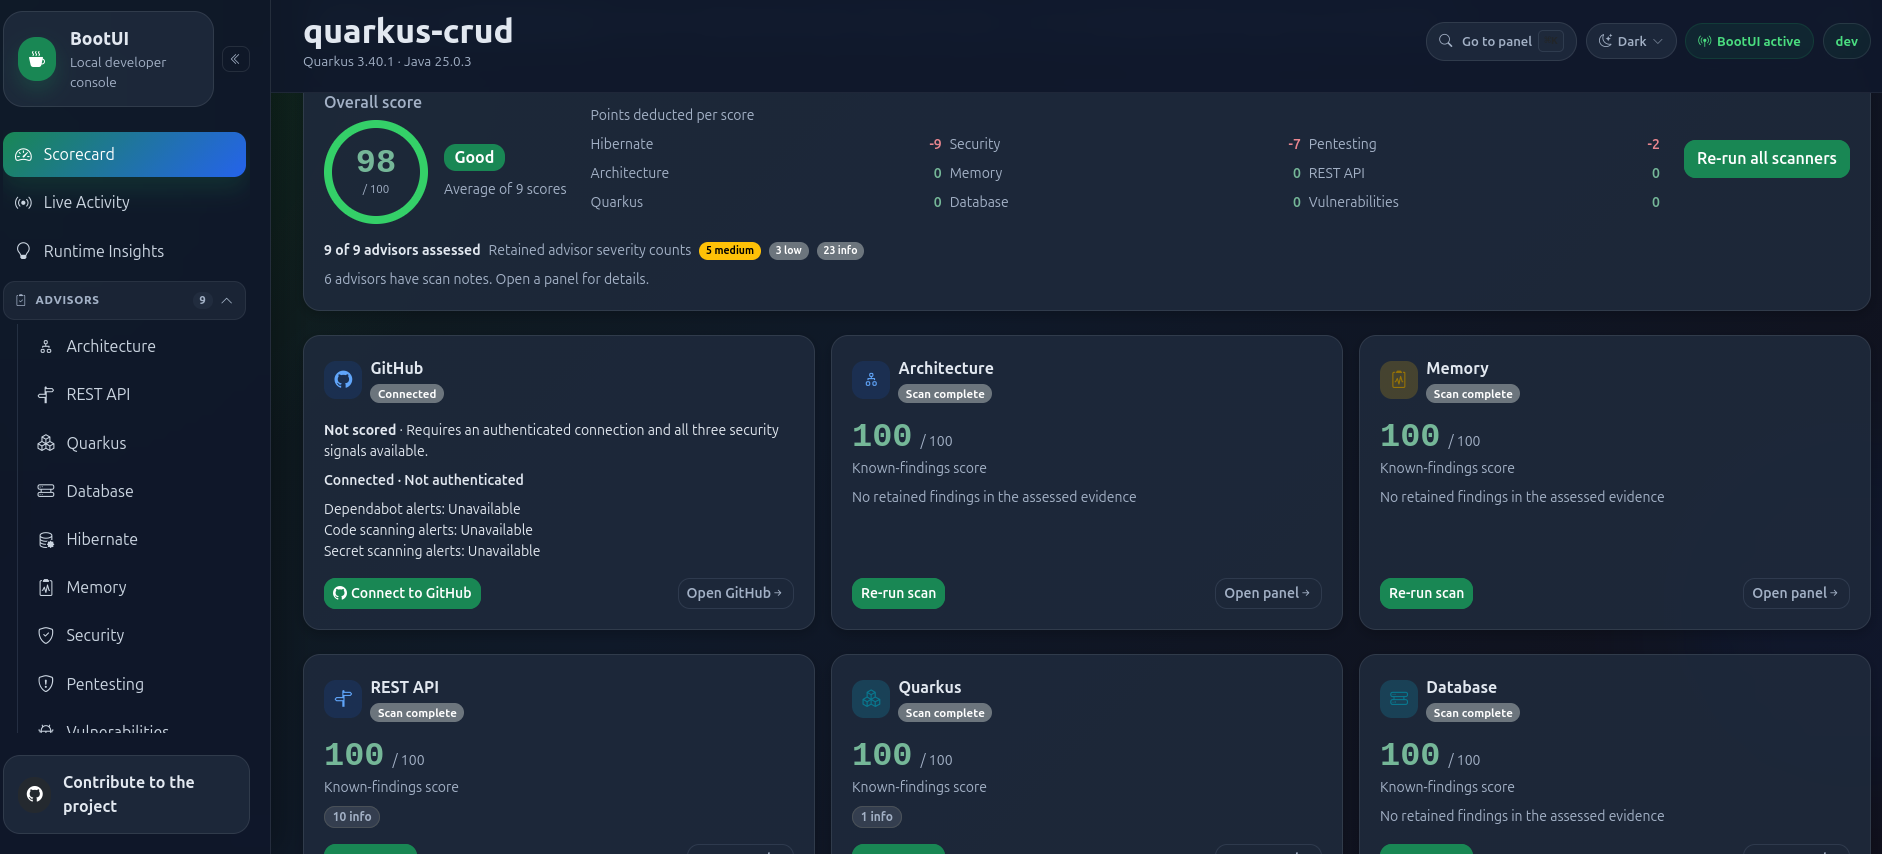 BootUI
Local developer
console
«
Scorecard
Live Activity
Runtime Insights
ADVISORS 9
Architecture
REST API
Quarkus
Database
Hibernate
Memory
Security
Pentesting
Vulnerabilities
Contribute to the
project
quarkus-crud
Quarkus 3.40.1 · Java 25.0.3
Go to panel
Dark
BootUI active
dev
Overall score
98
/ 100
Good
Average of 9 scores
Points deducted per score
Hibernate -9 Security -7 Pentesting -2
Architecture 0 Memory 0 REST API 0
Quarkus 0 Database 0 Vulnerabilities 0
Re-run all scanners
9 of 9 advisors assessed Retained advisor severity counts 5 medium 3 low 23 info
6 advisors have scan notes. Open a panel for details.
GitHub
Connected
Not scored · Requires an authenticated connection and all three security
signals available.
Connected · Not authenticated
Dependabot alerts: Unavailable
Code scanning alerts: Unavailable
Secret scanning alerts: Unavailable
Connect to GitHub Open GitHub →
Architecture
Scan complete
100 / 100
Known-findings score
No retained findings in the assessed evidence
Re-run scan Open panel →
Memory
Scan complete
100 / 100
Known-findings score
No retained findings in the assessed evidence
Re-run scan Open panel →
REST API
Scan complete
100 / 100
Known-findings score
10 info
Quarkus
Scan complete
100 / 100
Known-findings score
1 info
Database
Scan complete
100 / 100
Known-findings score
No retained findings in the assessed evidence